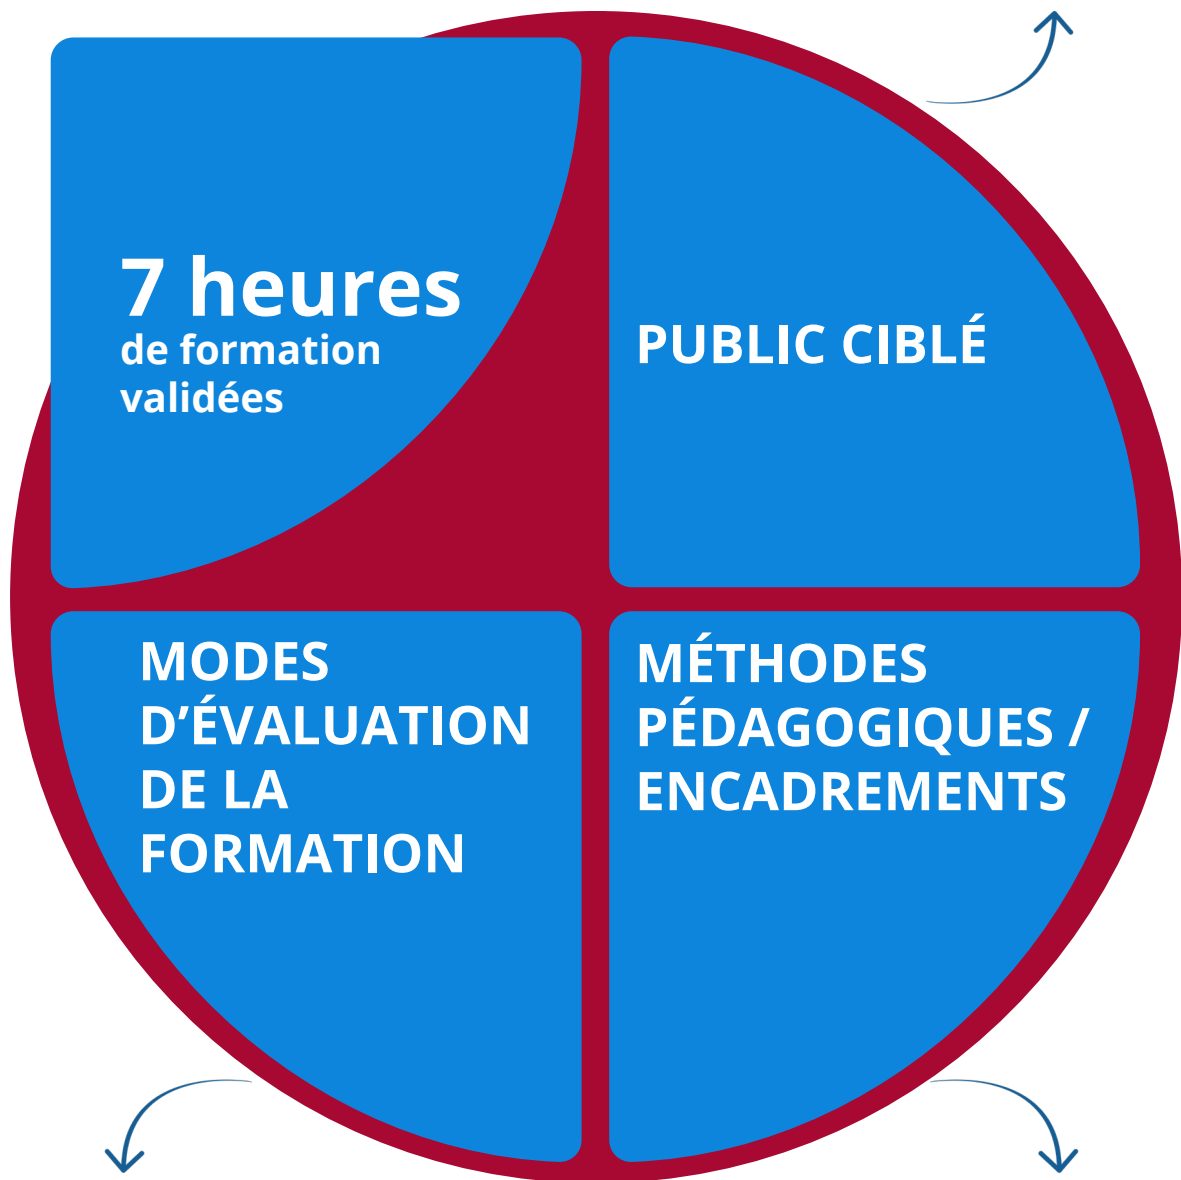 7 heures
de formation
validées
PUBLIC CIBLÉ
MODES
D’ÉVALUATION
DE LA
FORMATION
MÉTHODES
PÉDAGOGIQUES /
ENCADREMENTS